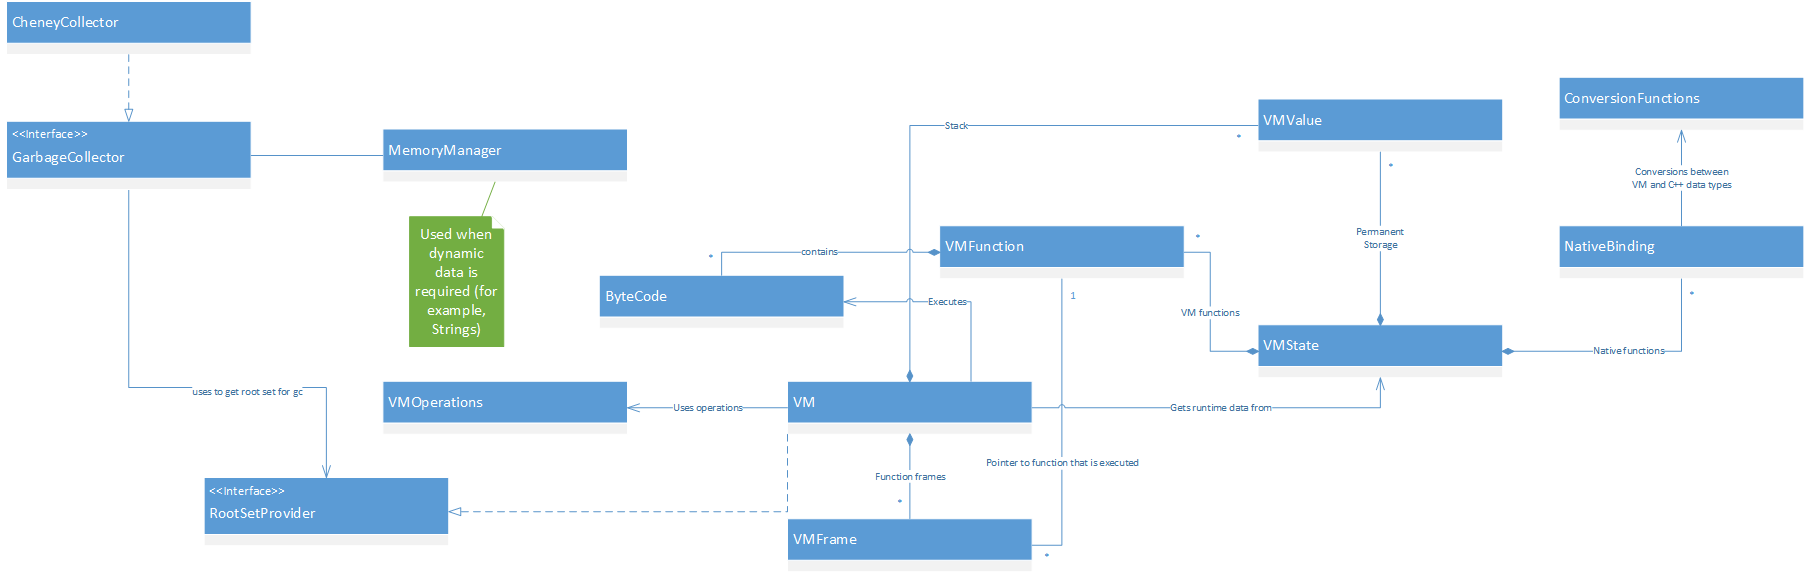 CheneyCollector
<<Interface>>
GarbageCollector
MemoryManager
Used when
dynamic
data is
required (for
example,
Strings)
uses to get root set for gc
<<Interface>>
RootSetProvider
VMOperations
Uses operations
VM
Function frames
*
VMFrame
*
Pointer to function that is executed
1
ByteCode
*
contains
Executes
VMFunction
*
VM functions
Stack
*
VMValue
*
Permanent
Storage
VMState
Gets runtime data from
Native functions
*
NativeBinding
Conversions between
VM and C++ data types
ConversionFunctions